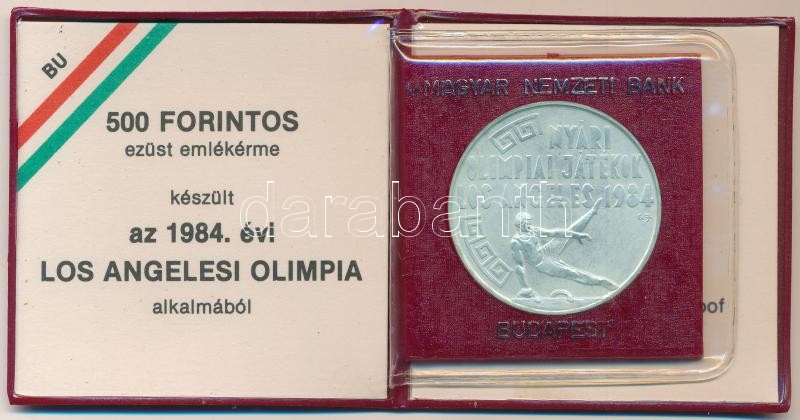 BU
500 FORINTOS
ezüst emlékérme
készült
az 1984. évi
LOS ANGELESI OLIMPIA
alkalmából
MAGYAR NEMZETI BANK
NYÁRI
OLIMPIAI JÁTÉKOK
LOS ANGELES 1984
BUDAPEST
darabanth